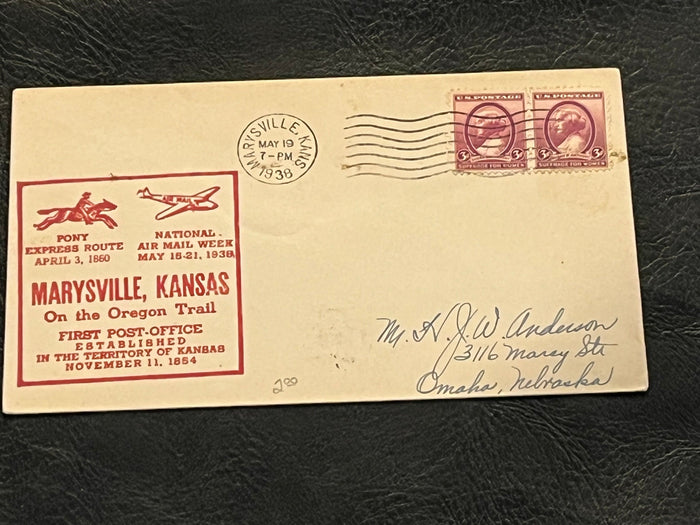 MARYSVILLE, KANS.
MAY 19
7-PM
1938
U.S. POSTAGE
3¢
3¢
SUFFRAGE FOR WOMEN
U.S. POSTAGE
3¢
3¢
SUFFRAGE FOR WOMEN
AIR MAIL
PONY
EXPRESS ROUTE
APRIL 3, 1860
NATIONAL
AIR MAIL WEEK
MAY 15-21, 1938
MARYSVILLE, KANSAS
On the Oregon Trail
FIRST POST-OFFICE
ESTABLISHED
IN THE TERRITORY OF KANSAS
NOVEMBER 11, 1854
Mr. H. J. W. Anderson
3116 Marcy Str
Omaha, Nebraska
200